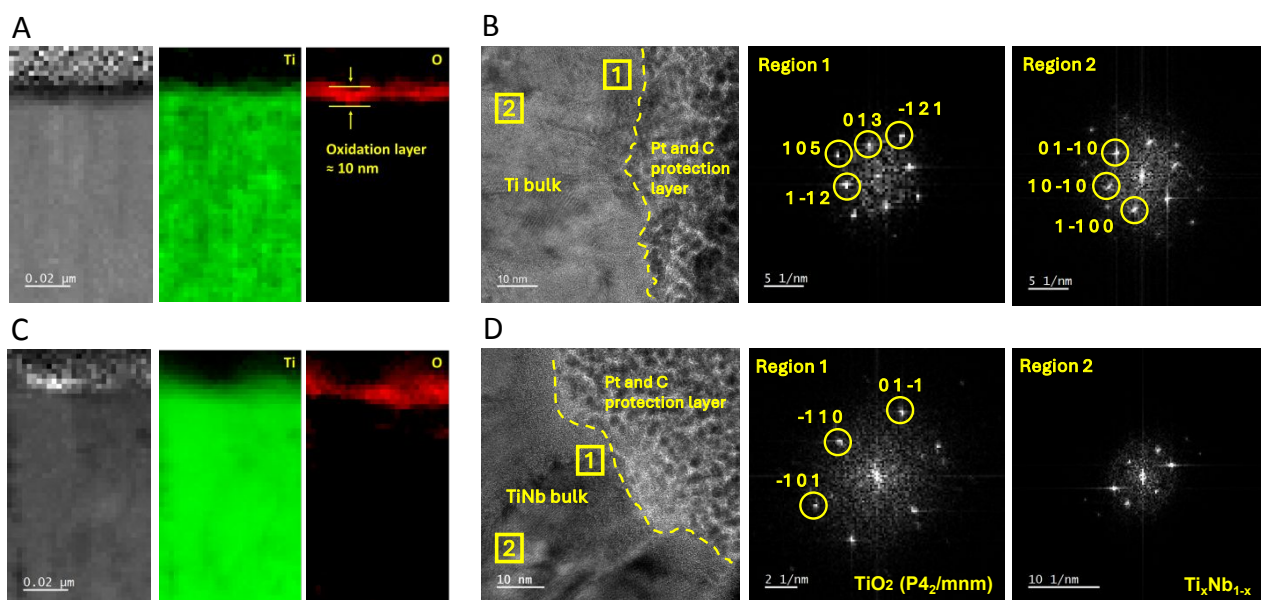 A
Ti
O
Oxidation layer
≈ 10 nm
0.02 µm
B
1
2
Pt and C
protection
layer
Ti bulk
10 nm
Region 1
-1 2 1
0 1 3
1 0 5
1 -1 2
5 1/nm
Region 2
0 1 -1 0
1 0 -1 0
1 -1 0 0
5 1/nm
C
Ti
O
0.02 µm
D
Pt and C
protection layer
1
TiNb bulk
2
10 nm
Region 1
0 1 -1
-1 1 0
-1 0 1
2 1/nm
TiO2 (P42/mnm)
Region 2
10 1/nm
TixNb1-x